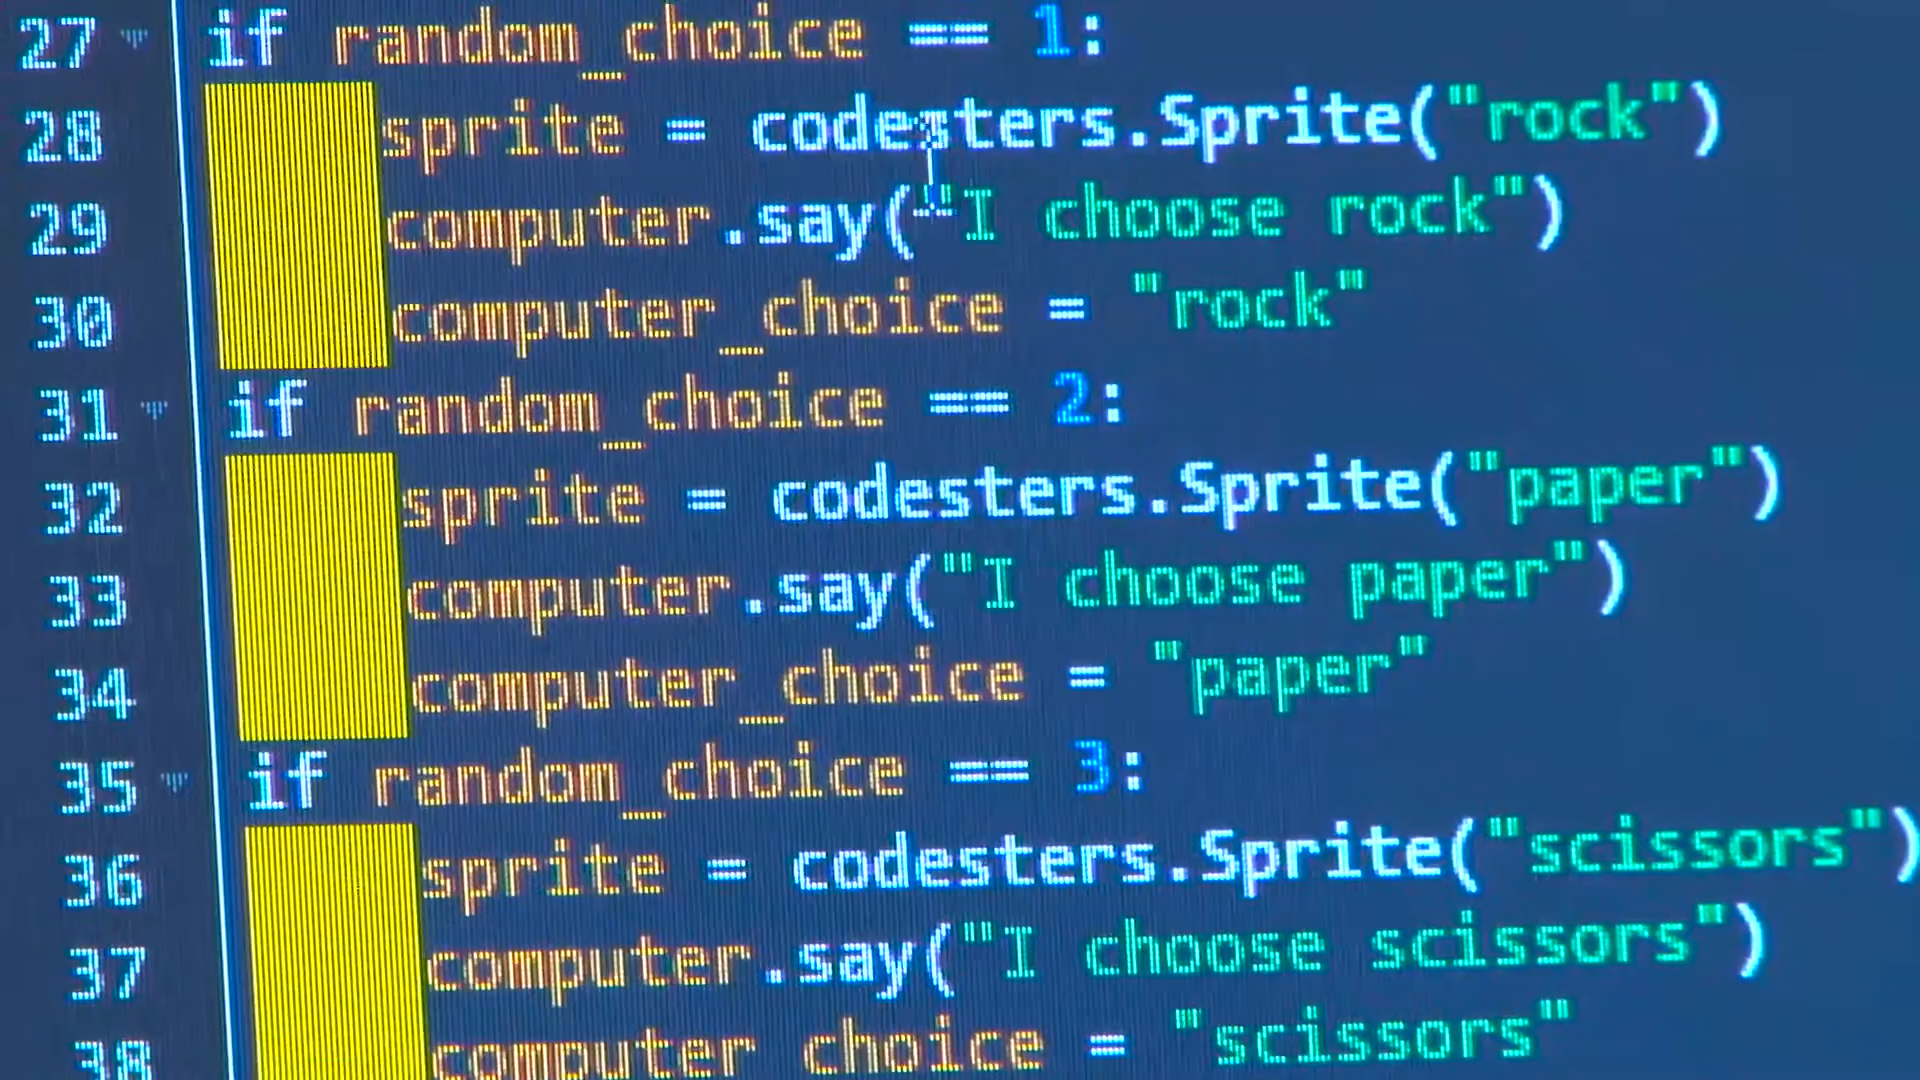 27 if random_choice == 1:
28 sprite = codesters.Sprite("rock")
29 computer.say("I choose rock")
30 computer_choice = "rock"
31 if random_choice == 2:
32 sprite = codesters.Sprite("paper")
33 computer.say("I choose paper")
34 computer_choice = "paper"
35 if random_choice == 3:
36 sprite = codesters.Sprite("scissors")
37 computer.say("I choose scissors")
38 computer_choice = "scissors"